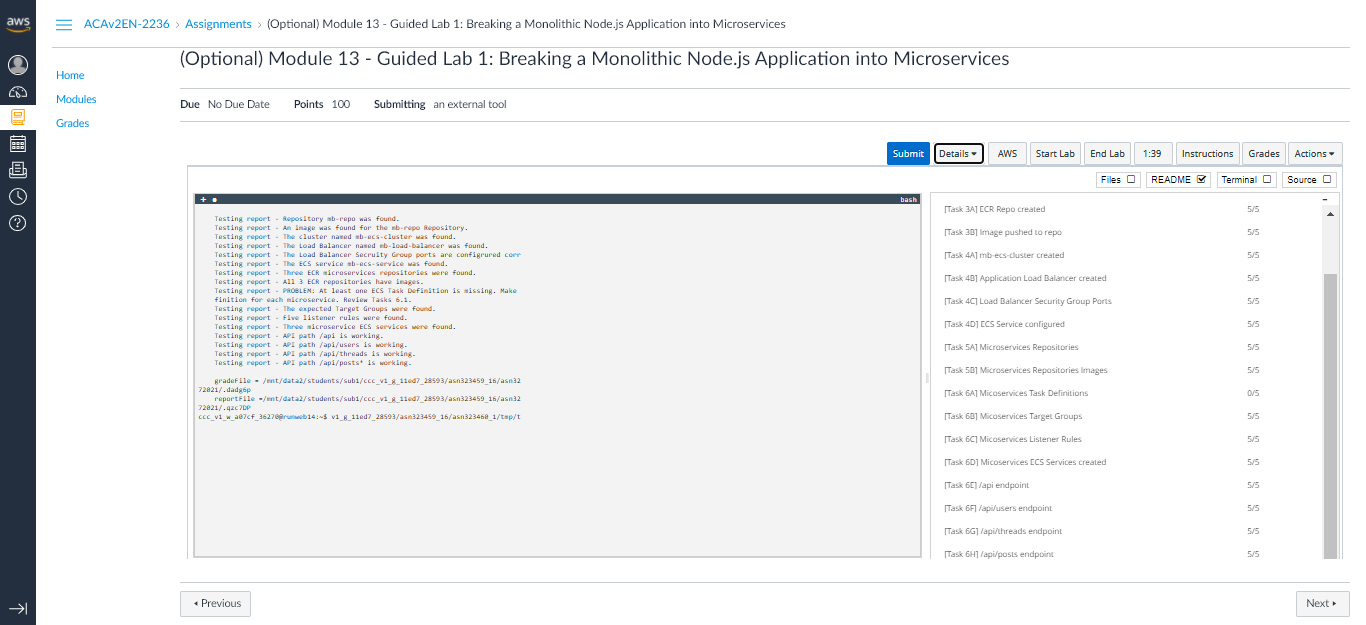 aws
ACAv2EN-2236 › Assignments › (Optional) Module 13 - Guided Lab 1: Breaking a Monolithic Node.js Application into Microservices
(Optional) Module 13 - Guided Lab 1: Breaking a Monolithic Node.js Application into Microservices
Home
Modules
Grades
Due No Due Date Points 100 Submitting an external tool
Submit Details AWS Start Lab End Lab 1:39 Instructions Grades Actions
Files README Terminal Source
bash
Testing report - Repository mb-repo was found.
Testing report - An image was found for the mb-repo Repository.
Testing report - The cluster named mb-ecs-cluster was found.
Testing report - The Load Balancer named mb-load-balancer was found.
Testing report - The Load Balancer Secruity Group ports are configrured corr
Testing report - The ECS service mb-ecs-service was found.
Testing report - Three ECR microservices repositories were found.
Testing report - All 3 ECR repositories have images.
Testing report - PROBLEM: At least one ECS Task Definition is missing. Make
finition for each microservice. Review Tasks 6.1.
Testing report - The expected Target Groups were found.
Testing report - Five listener rules were found.
Testing report - Three microservice ECS services were found.
Testing report - API path /api is working.
Testing report - API path /api/users is working.
Testing report - API path /api/threads is working.
Testing report - API path /api/posts* is working.
gradeFile = /mnt/data2/students/sub1/ccc_v1_g_11ed7_28593/asn323459_16/asn32
72021/.dadg6p
reportFile =/mnt/data2/students/sub1/ccc_v1_g_11ed7_28593/asn323459_16/asn32
72021/.qzc7DP
ccc_v1_w_a07cf_36270@runweb14:~$ v1_g_11ed7_28593/asn323459_16/asn323460_1/tmp/t
[Task 3A] ECR Repo created 5/5
[Task 3B] Image pushed to repo 5/5
[Task 4A] mb-ecs-cluster created 5/5
[Task 4B] Application Load Balancer created 5/5
[Task 4C] Load Balancer Security Group Ports 5/5
[Task 4D] ECS Service configured 5/5
[Task 5A] Microservices Repositories 5/5
[Task 5B] Microservices Repositories Images 5/5
[Task 6A] Micoservices Task Definitions 0/5
[Task 6B] Micoservices Target Groups 5/5
[Task 6C] Micoservices Listener Rules 5/5
[Task 6D] Micoservices ECS Services created 5/5
[Task 6E] /api endpoint 5/5
[Task 6F] /api/users endpoint 5/5
[Task 6G] /api/threads endpoint 5/5
[Task 6H] /api/posts endpoint 5/5
Previous
Next